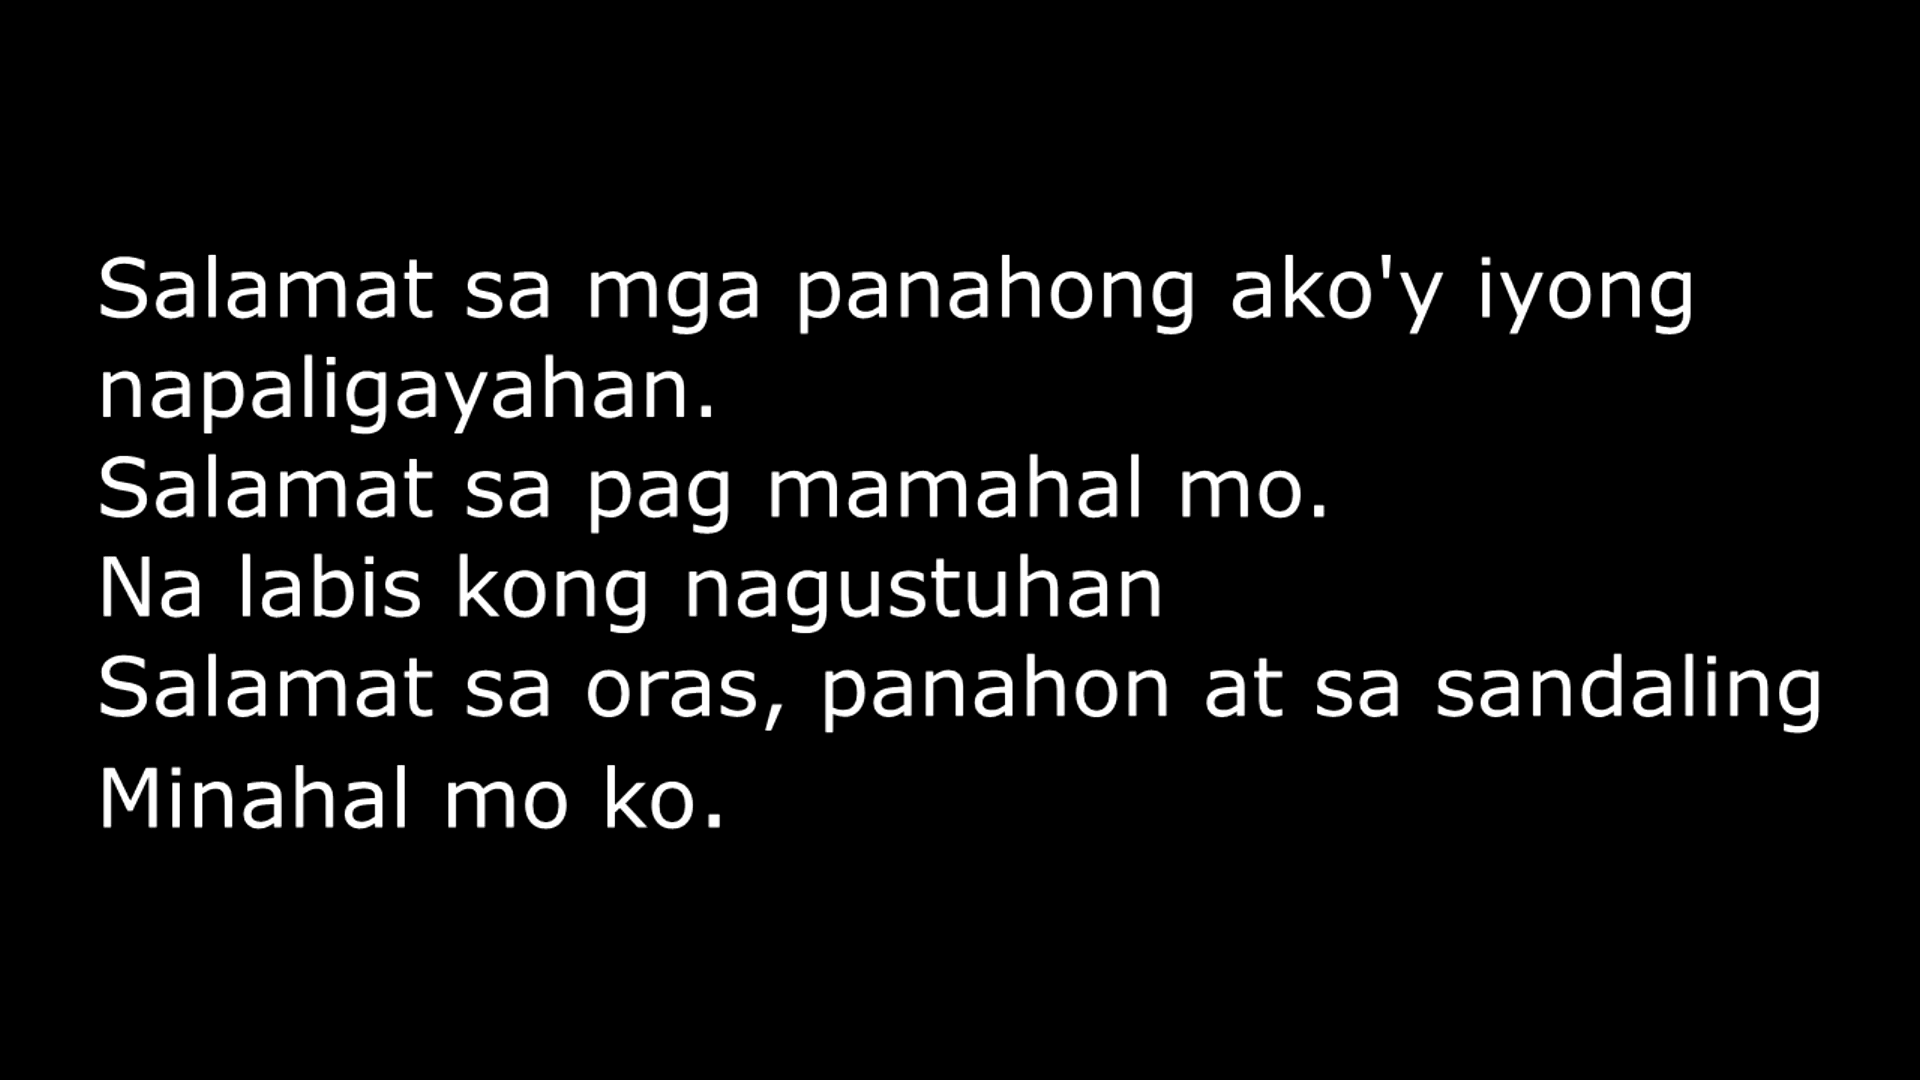 Salamat sa mga panahong ako'y iyong
napaligayahan.
Salamat sa pag mamahal mo.
Na labis kong nagustuhan
Salamat sa oras, panahon at sa sandaling
Minahal mo ko.